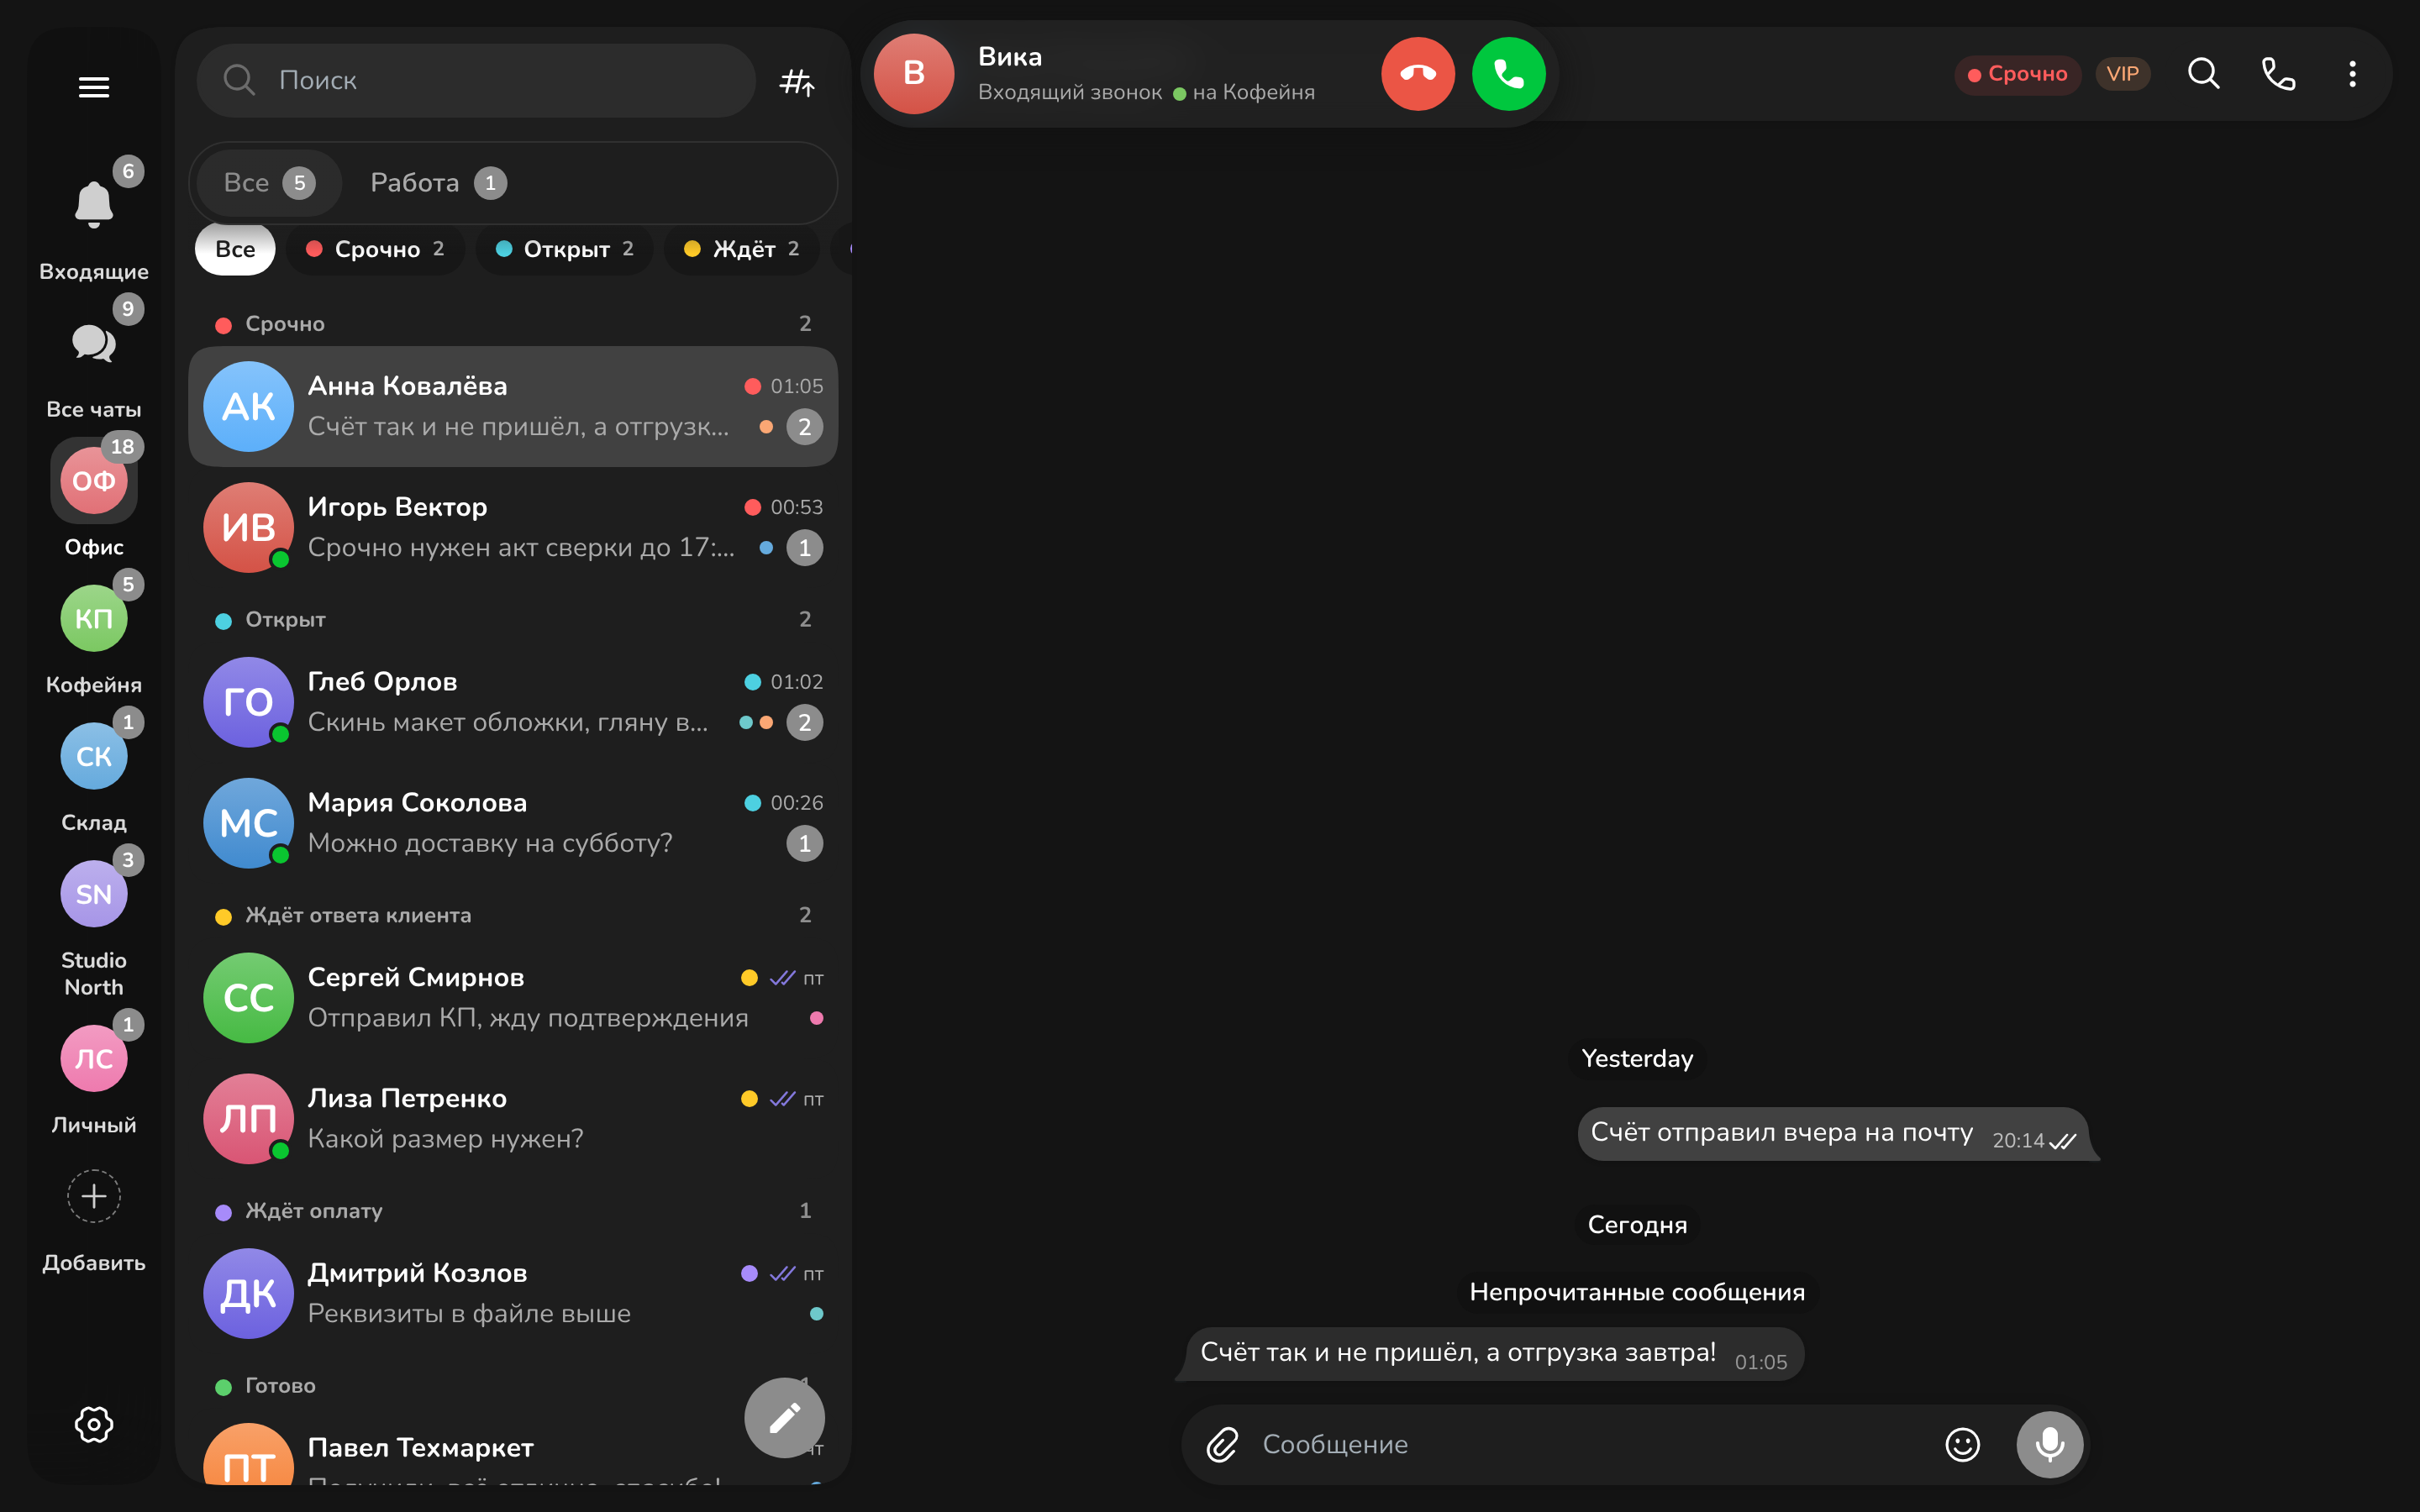 6
Входящие
9
Все чаты
18
ОФ
Офис
5
КП
Кофейня
1
СК
Склад
3
SN
Studio
North
1
ЛС
Личный
Добавить
Поиск
Все 5 Работа 1
Все Срочно 2 Открыт 2 Ждёт 2
Срочно 2
АК
Анна Ковалёва 01:05
Счёт так и не пришёл, а отгрузк... 2
ИВ
Игорь Вектор 00:53
Срочно нужен акт сверки до 17:... 1
Открыт 2
ГО
Глеб Орлов 01:02
Скинь макет обложки, гляну в... 2
МС
Мария Соколова 00:26
Можно доставку на субботу? 1
Ждёт ответа клиента 2
СС
Сергей Смирнов пт
Отправил КП, жду подтверждения
ЛП
Лиза Петренко пт
Какой размер нужен?
Ждёт оплату 1
ДК
Дмитрий Козлов пт
Реквизиты в файле выше
Готово
ПТ
Павел Техмаркет
В
Вика
Входящий звонок на Кофейня
Срочно VIP
Yesterday
Счёт отправил вчера на почту 20:14
Сегодня
Непрочитанные сообщения
Счёт так и не пришёл, а отгрузка завтра! 01:05
Сообщение